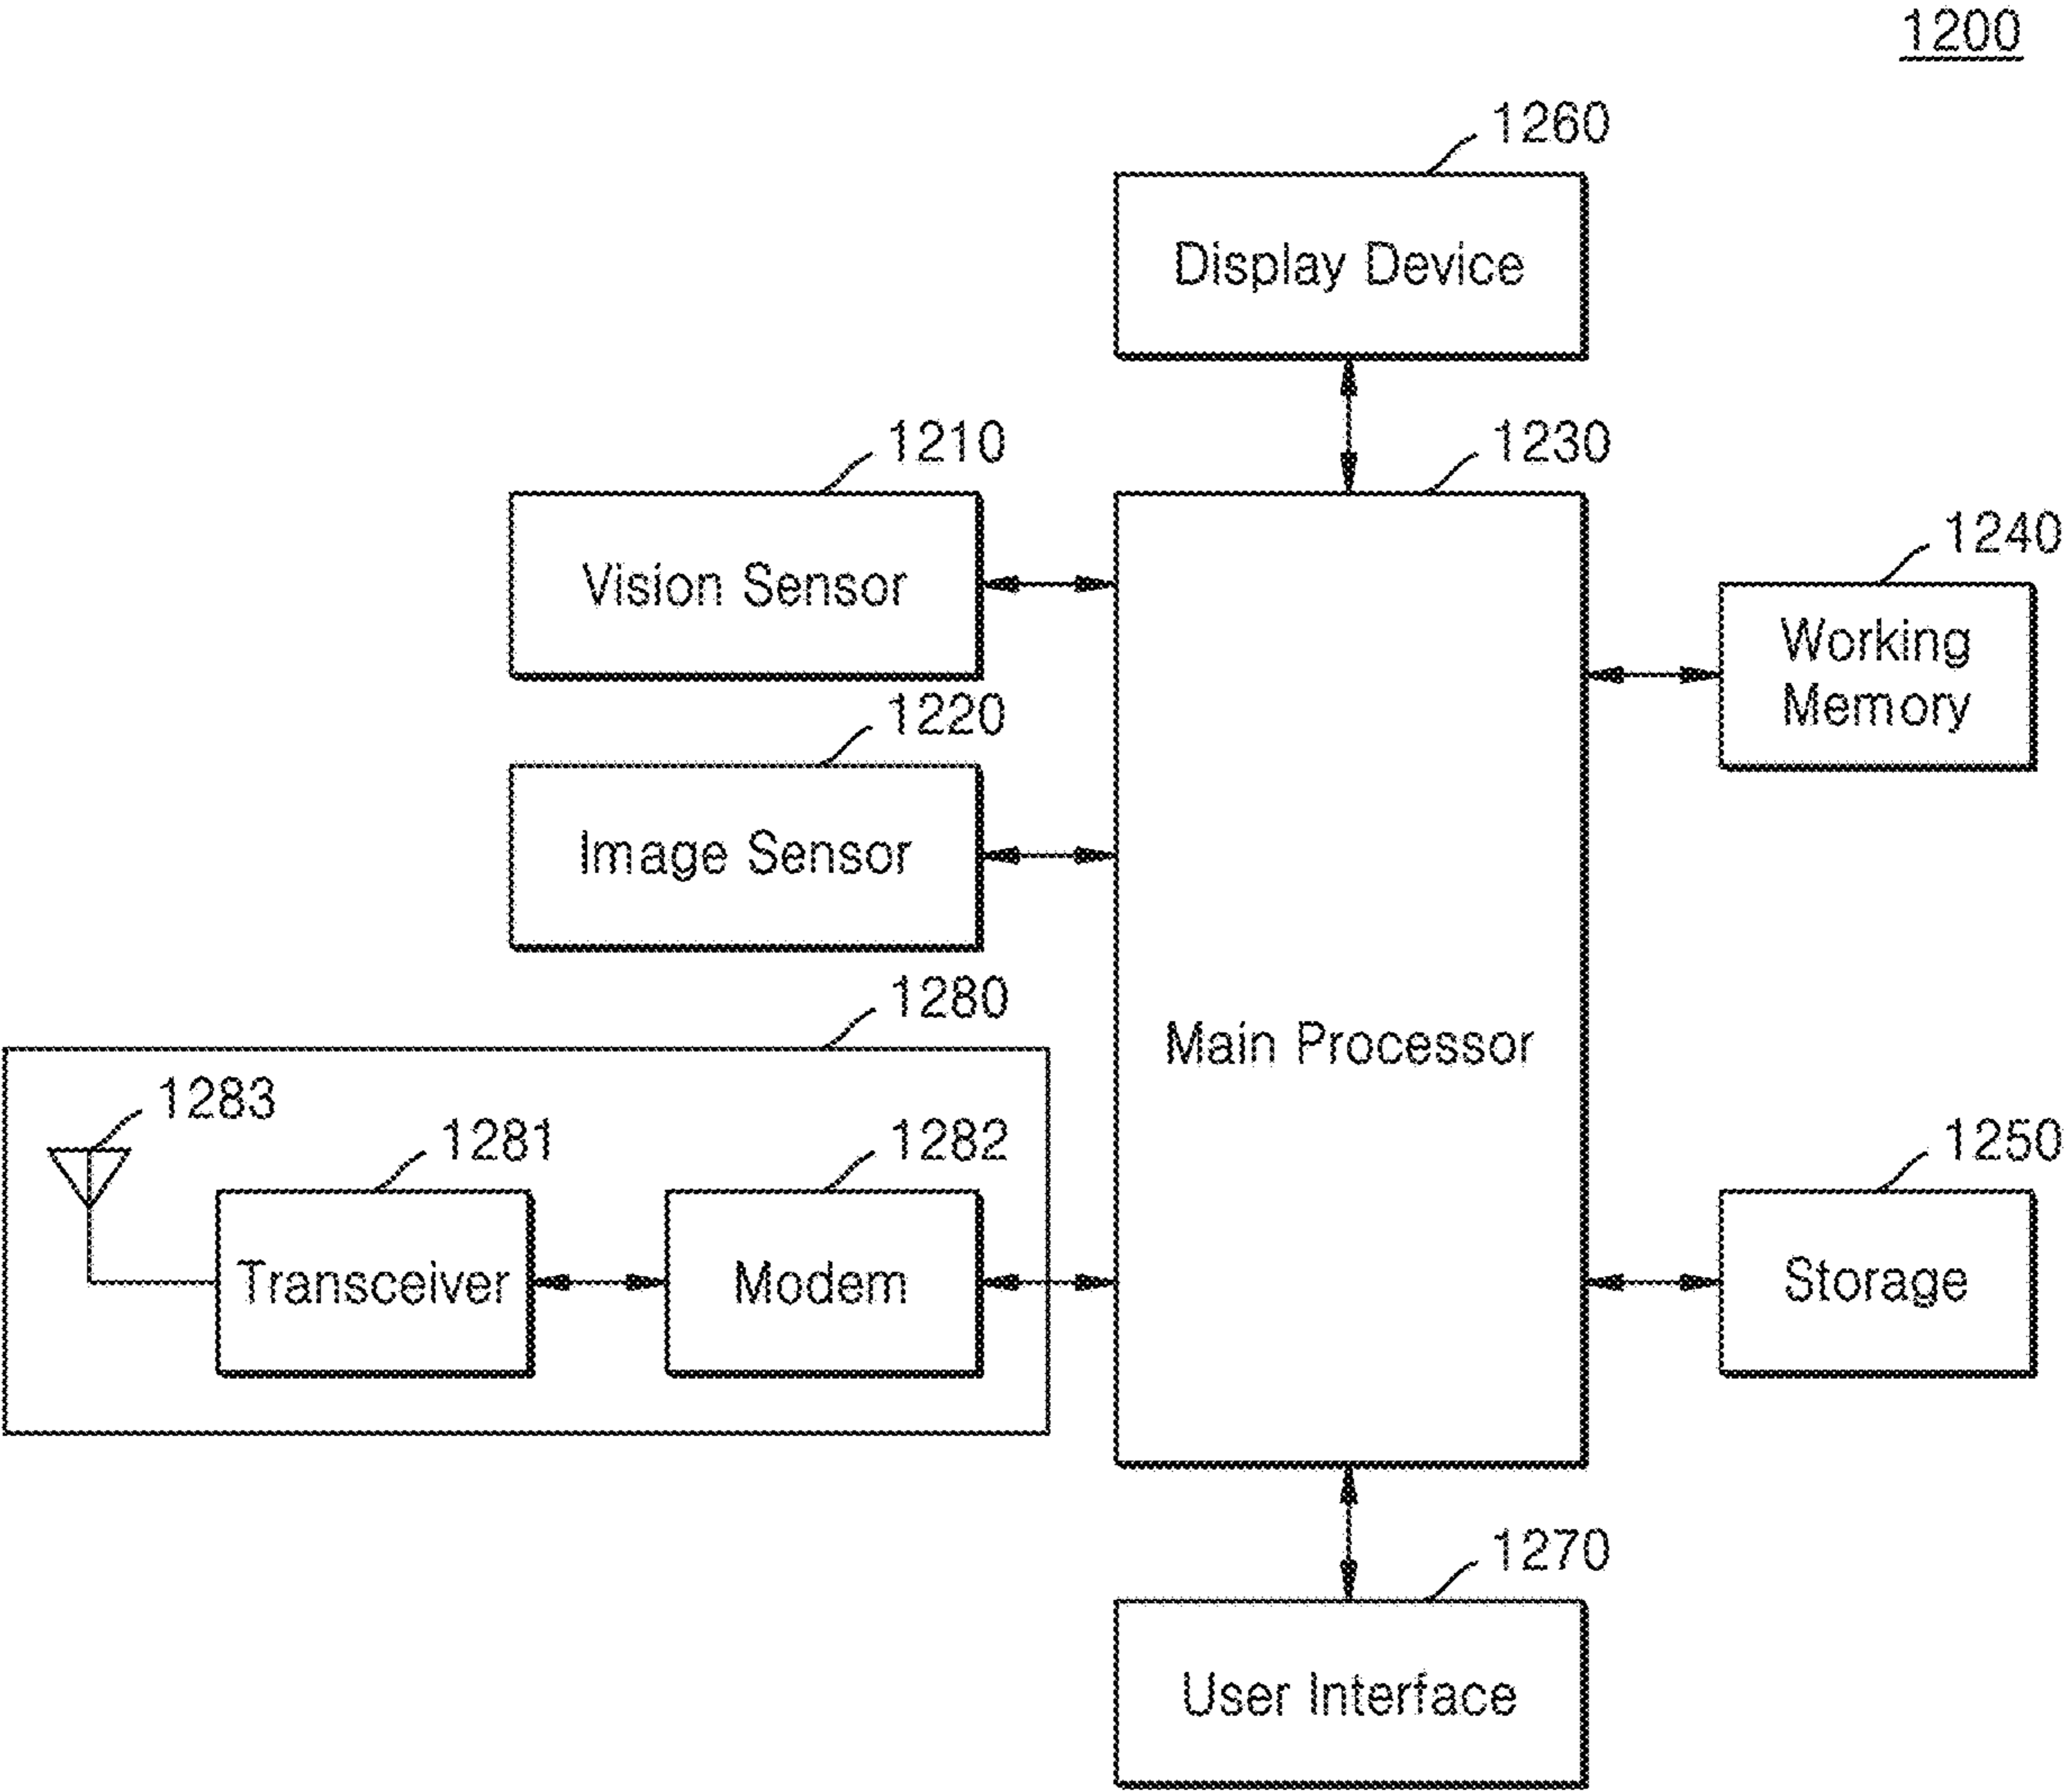 1200
1260
Display Device
1210
1230
Vision Sensor
1240
Working
Memory
1220
Image Sensor
1280
Main Processor
1283
1281
1282
1250
Transceiver
Modem
Storage
1270
User Interface